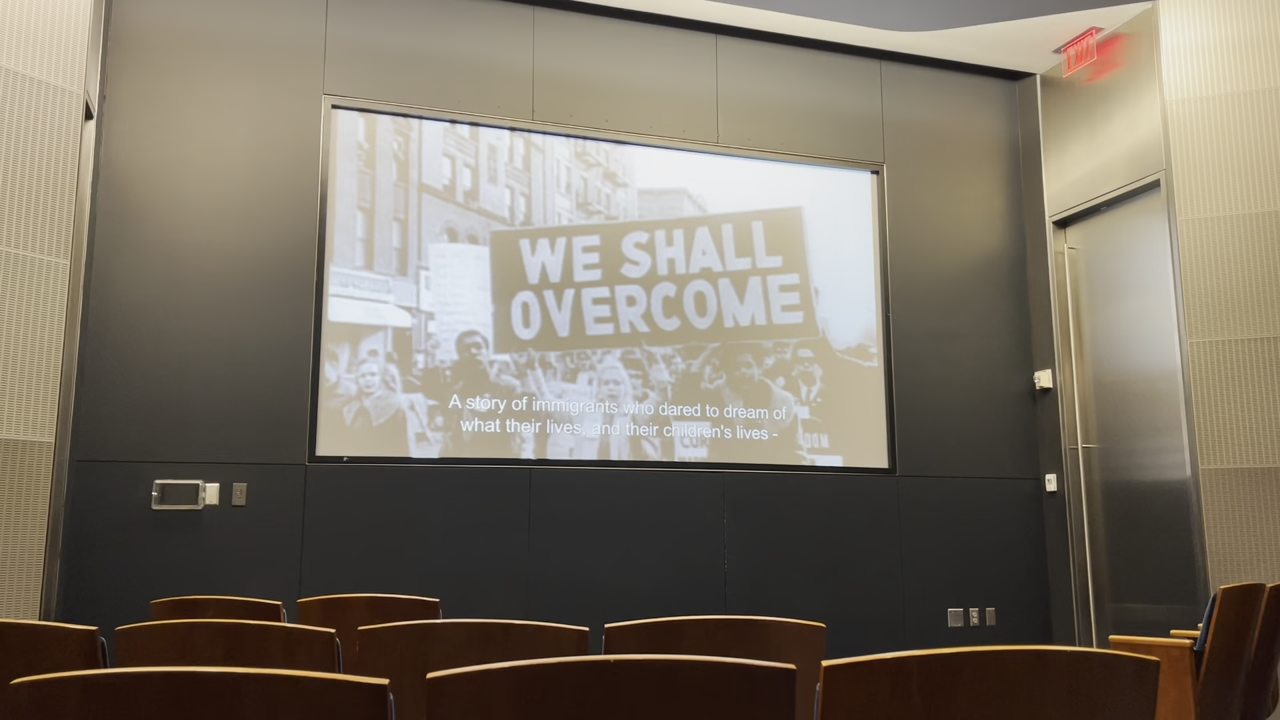 EXIT
WE SHALL
OVERCOME
A story of immigrants who dared to dream of
what their lives, and their children's lives -